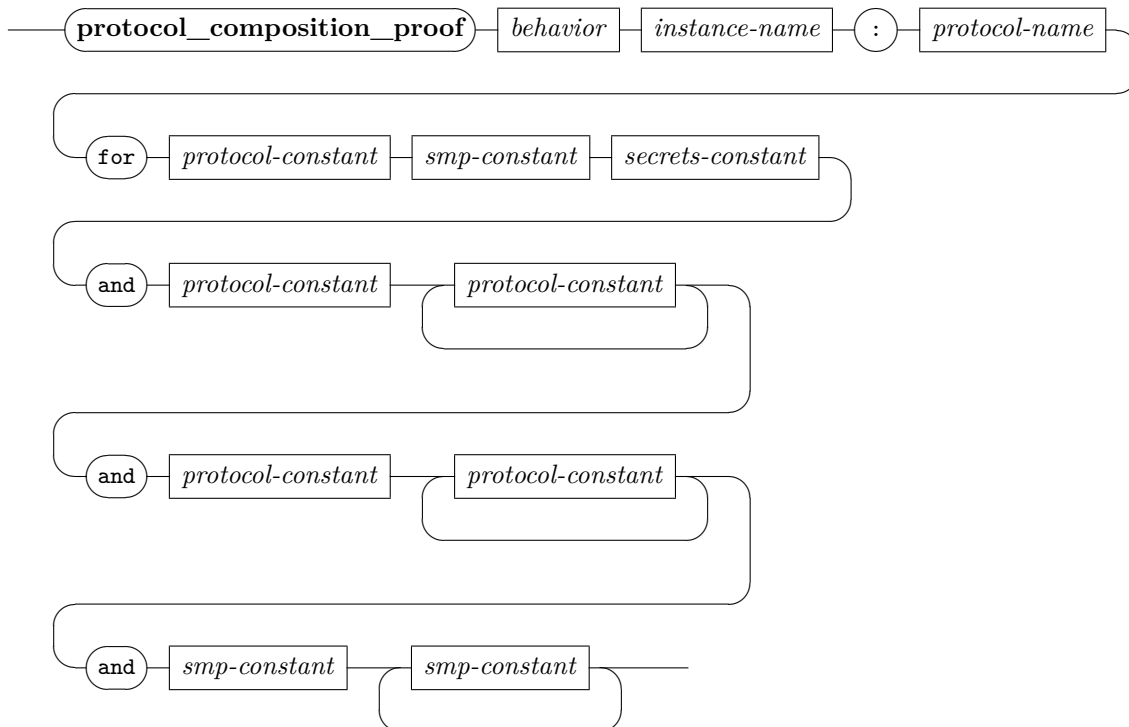 protocol_composition_proof behavior instance-name : protocol-name
for protocol-constant smp-constant secrets-constant
and protocol-constant protocol-constant
and protocol-constant protocol-constant
and smp-constant smp-constant